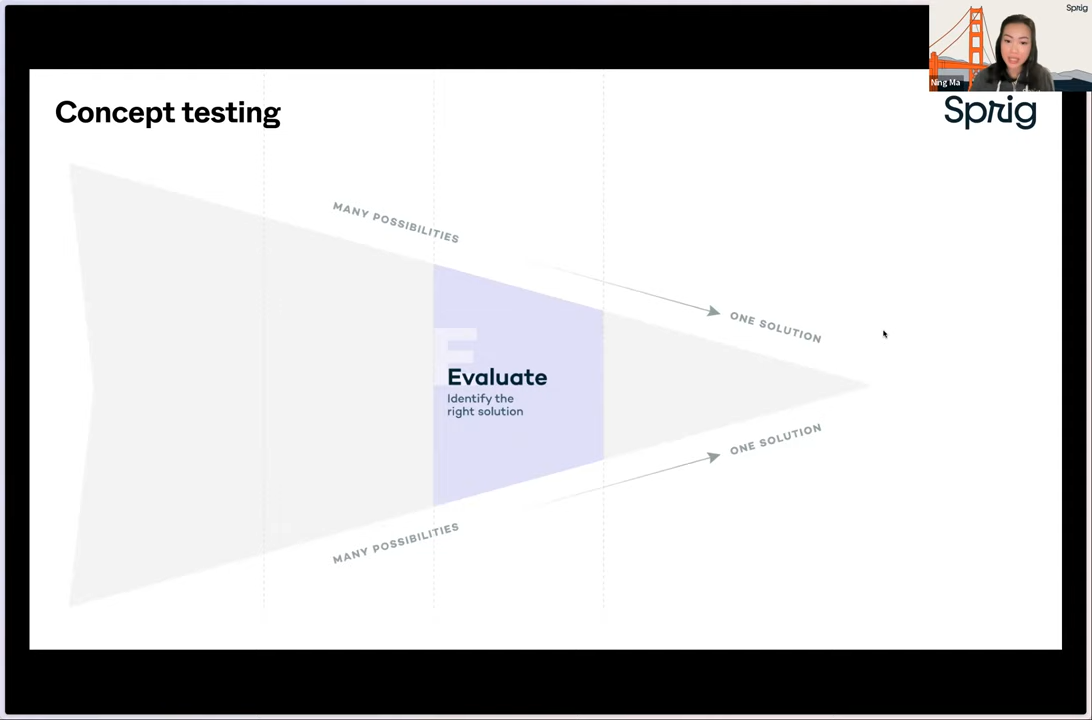 Sprig
Ning Ma
Concept testing
Sprig
MANY POSSIBILITIES
ONE SOLUTION
E
Evaluate
Identify the
right solution
ONE SOLUTION
MANY POSSIBILITIES